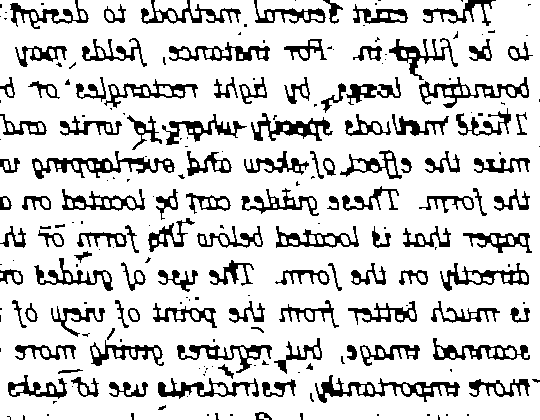 There exist several methods to design
to be filled in. For instance, fields may
bounding boxes, by light rectangles or b
These methods specify where to write and
mize the effect of skew and overlapping w
the form. These guides can be located on a
paper that is located below the form or th
directly on the form. The use of guides on
is much better from the point of view of
scanned image, but requires giving more
more importantly, restricts its use to tasks